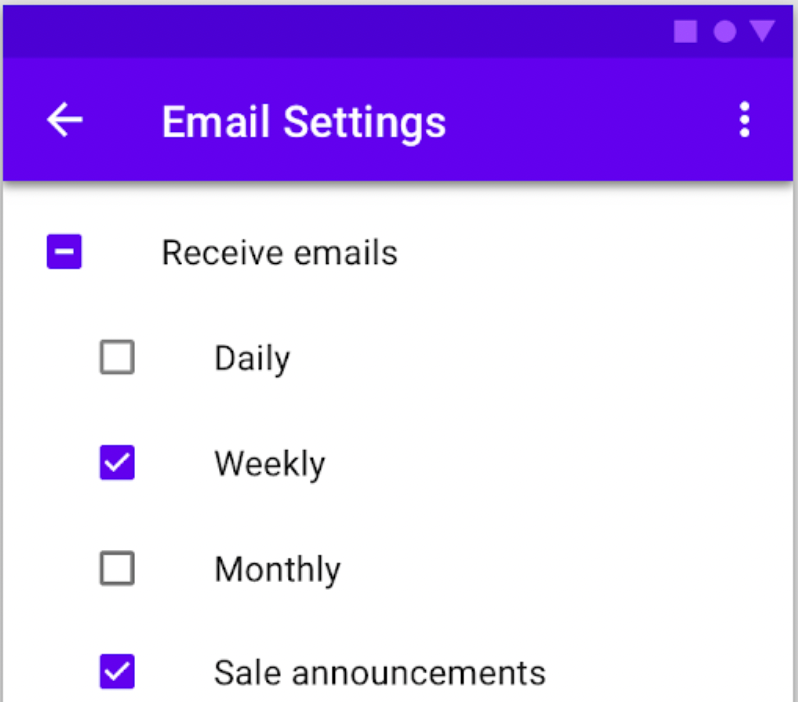 Email Settings
Receive emails
Daily
Weekly
Monthly
Sale announcements